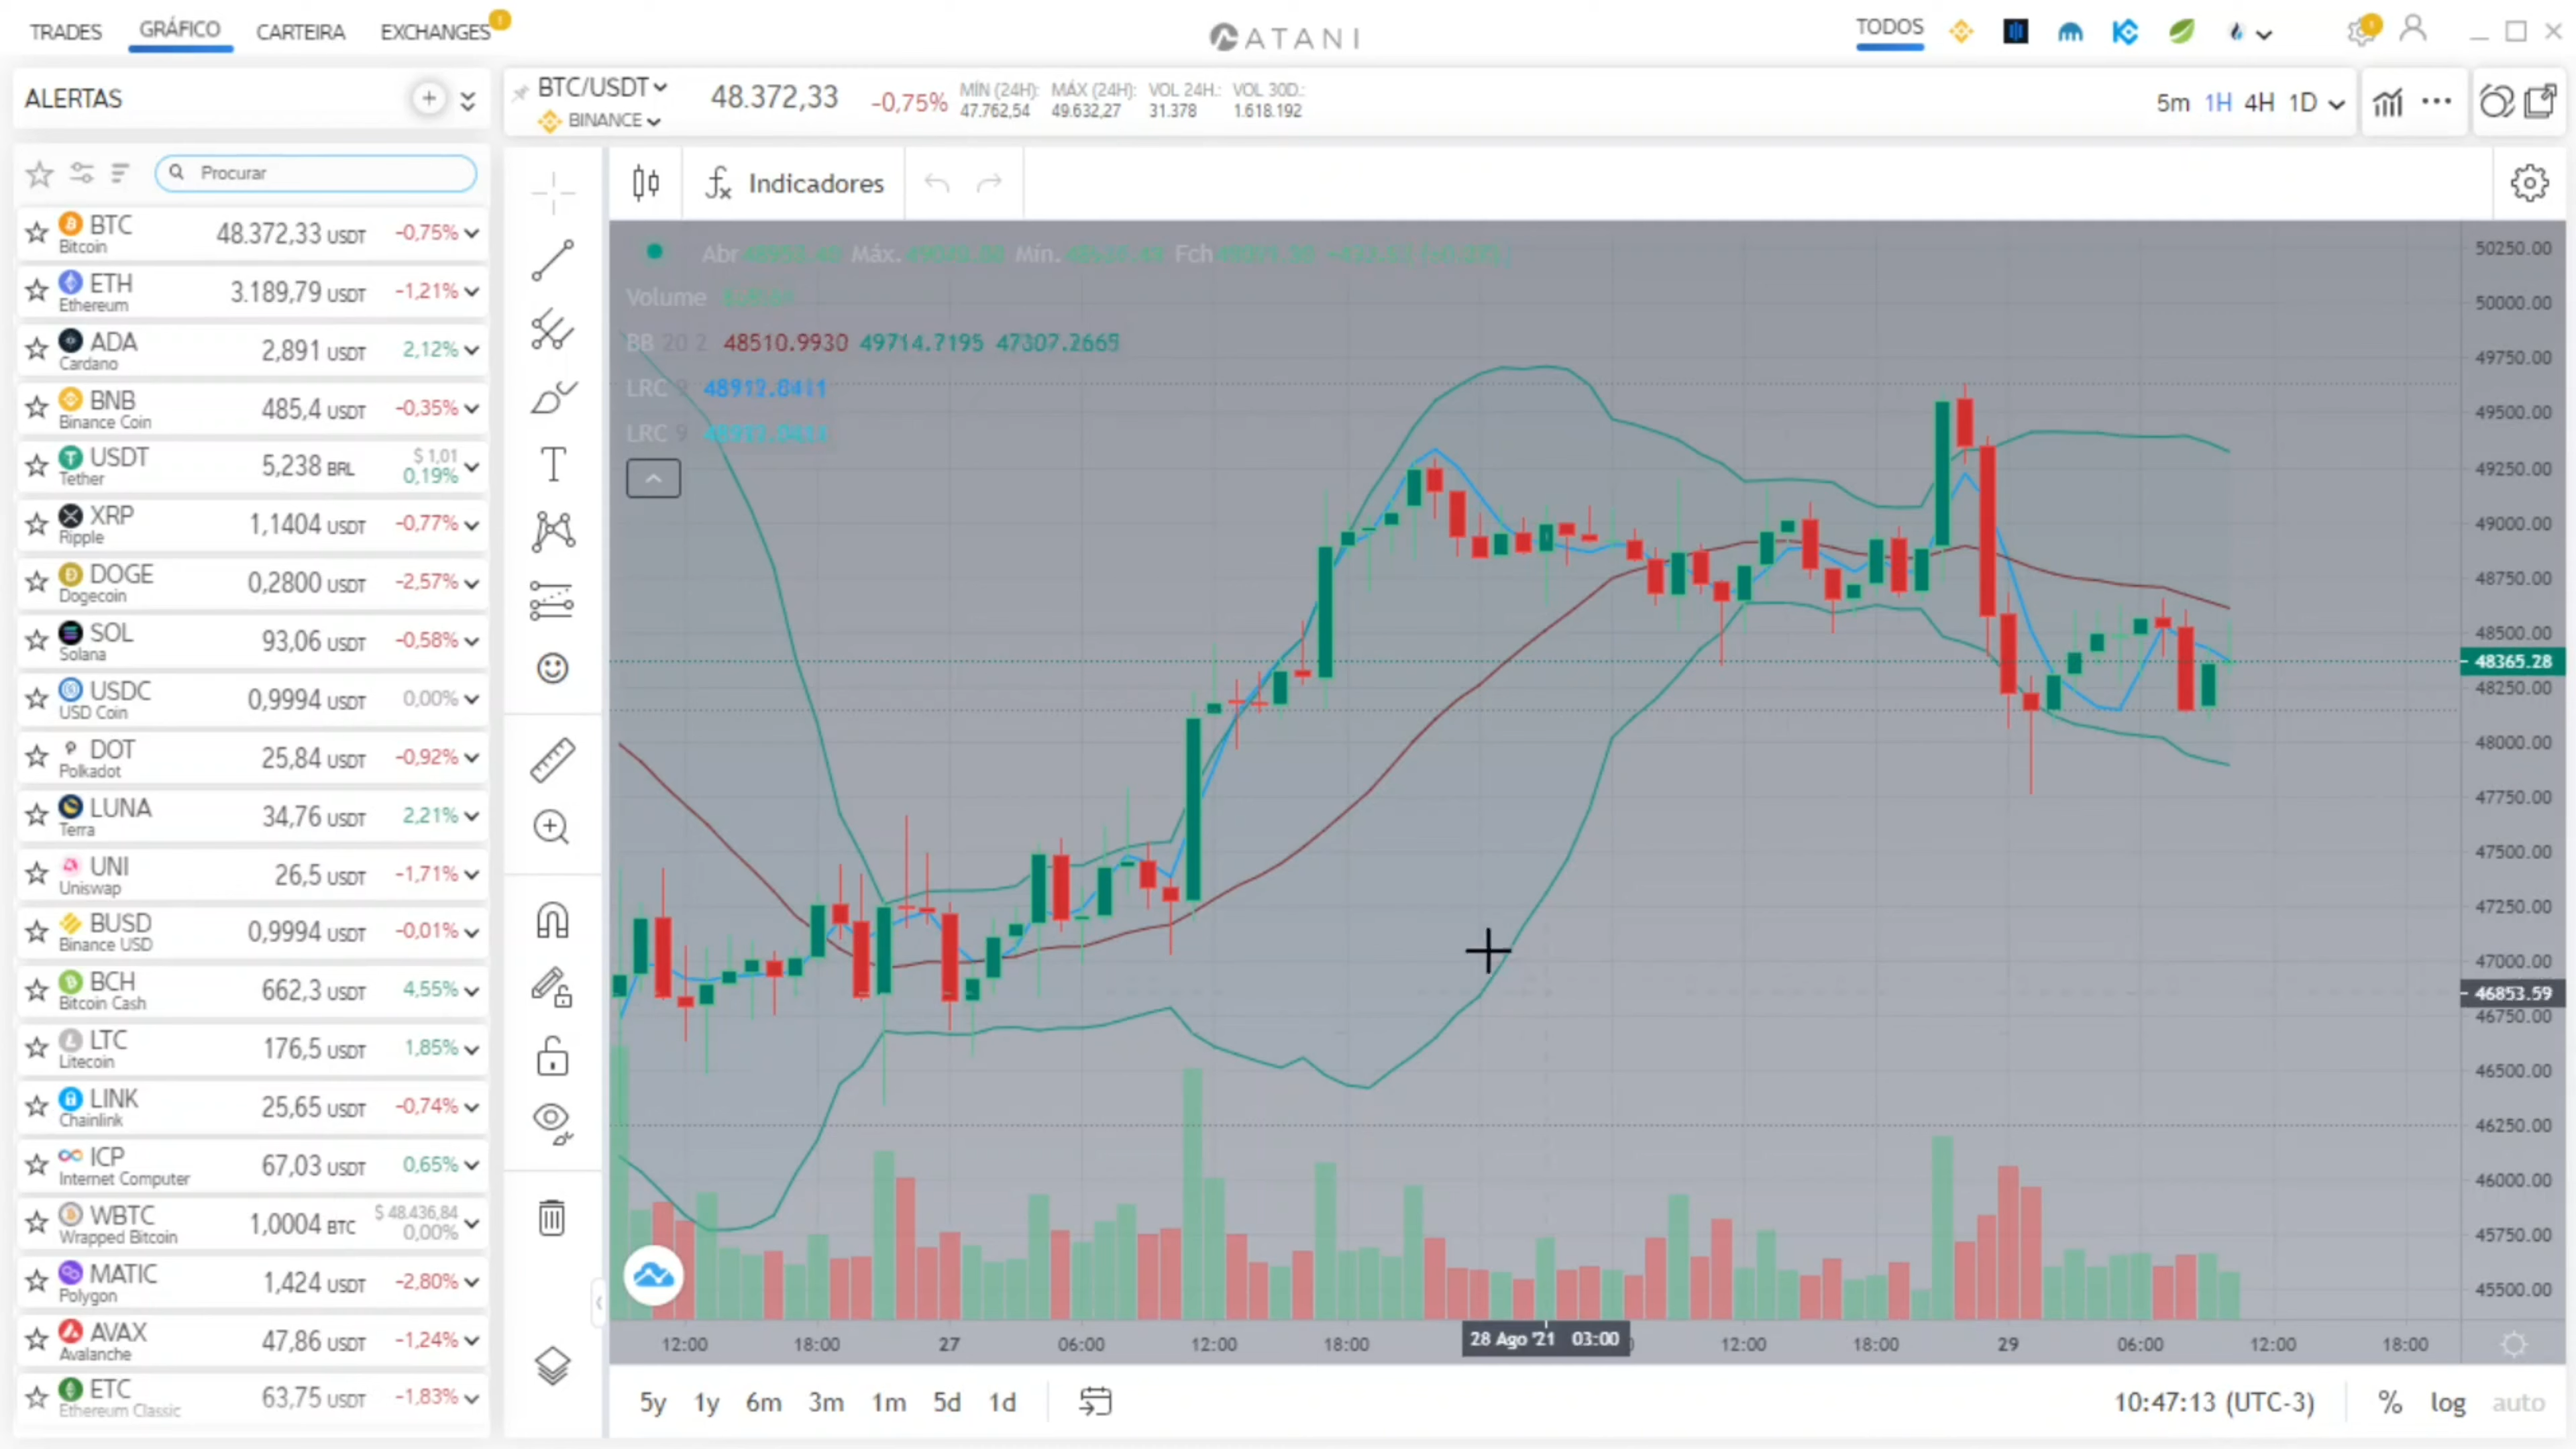 TRADES
GRÁFICO
CARTEIRA
EXCHANGES
ATANI
TODOS
ALERTAS
BTC/USDT
BINANCE
48.372,33
-0,75%
MÍN (24H): MÁX (24H): VOL 24H.: VOL 30D.:
47.762,54 49.632,27 31.378 1.618.192
5m 1H 4H 1D
Procurar
Indicadores
BTC 48.372,33 USDT -0,75%
Bitcoin
ETH 3.189,79 USDT -1,21%
Ethereum
ADA 2,891 USDT 2,12%
Cardano
BNB 485,4 USDT -0,35%
Binance Coin
USDT 5,238 BRL $ 1,01
Tether 0,19%
XRP 1,1404 USDT -0,77%
Ripple
DOGE 0,2800 USDT -2,57%
Dogecoin
SOL 93,06 USDT -0,58%
Solana
USDC 0,9994 USDT 0,00%
USD Coin
DOT 25,84 USDT -0,92%
Polkadot
LUNA 34,76 USDT 2,21%
Terra
UNI 26,5 USDT -1,71%
Uniswap
BUSD 0,9994 USDT -0,01%
Binance USD
BCH 662,3 USDT 4,55%
Bitcoin Cash
LTC 176,5 USDT 1,85%
Litecoin
LINK 25,65 USDT -0,74%
Chainlink
ICP 67,03 USDT 0,65%
Internet Computer
WBTC 1,0004 BTC $ 48.436,84
Wrapped Bitcoin 0,00%
MATIC 1,424 USDT -2,80%
Polygon
AVAX 47,86 USDT -1,24%
Avalanche
ETC 63,75 USDT -1,83%
Ethereum Classic
Abr Máx. Mín. Fch
Volume
BB 20 2 48510.9930 49714.7195 47307.2665
LRC 9
LRC 9
50250.00
50000.00
49750.00
49500.00
49250.00
49000.00
48750.00
48500.00
48365.28
48250.00
48000.00
47750.00
47500.00
47250.00
47000.00
46853.59
46750.00
46500.00
46250.00
46000.00
45750.00
45500.00
12:00 18:00 27 06:00 12:00 18:00 28 Ago '21 03:00 12:00 18:00 29 06:00 12:00 18:00
5y 1y 6m 3m 1m 5d 1d
10:47:13 (UTC-3) % log auto